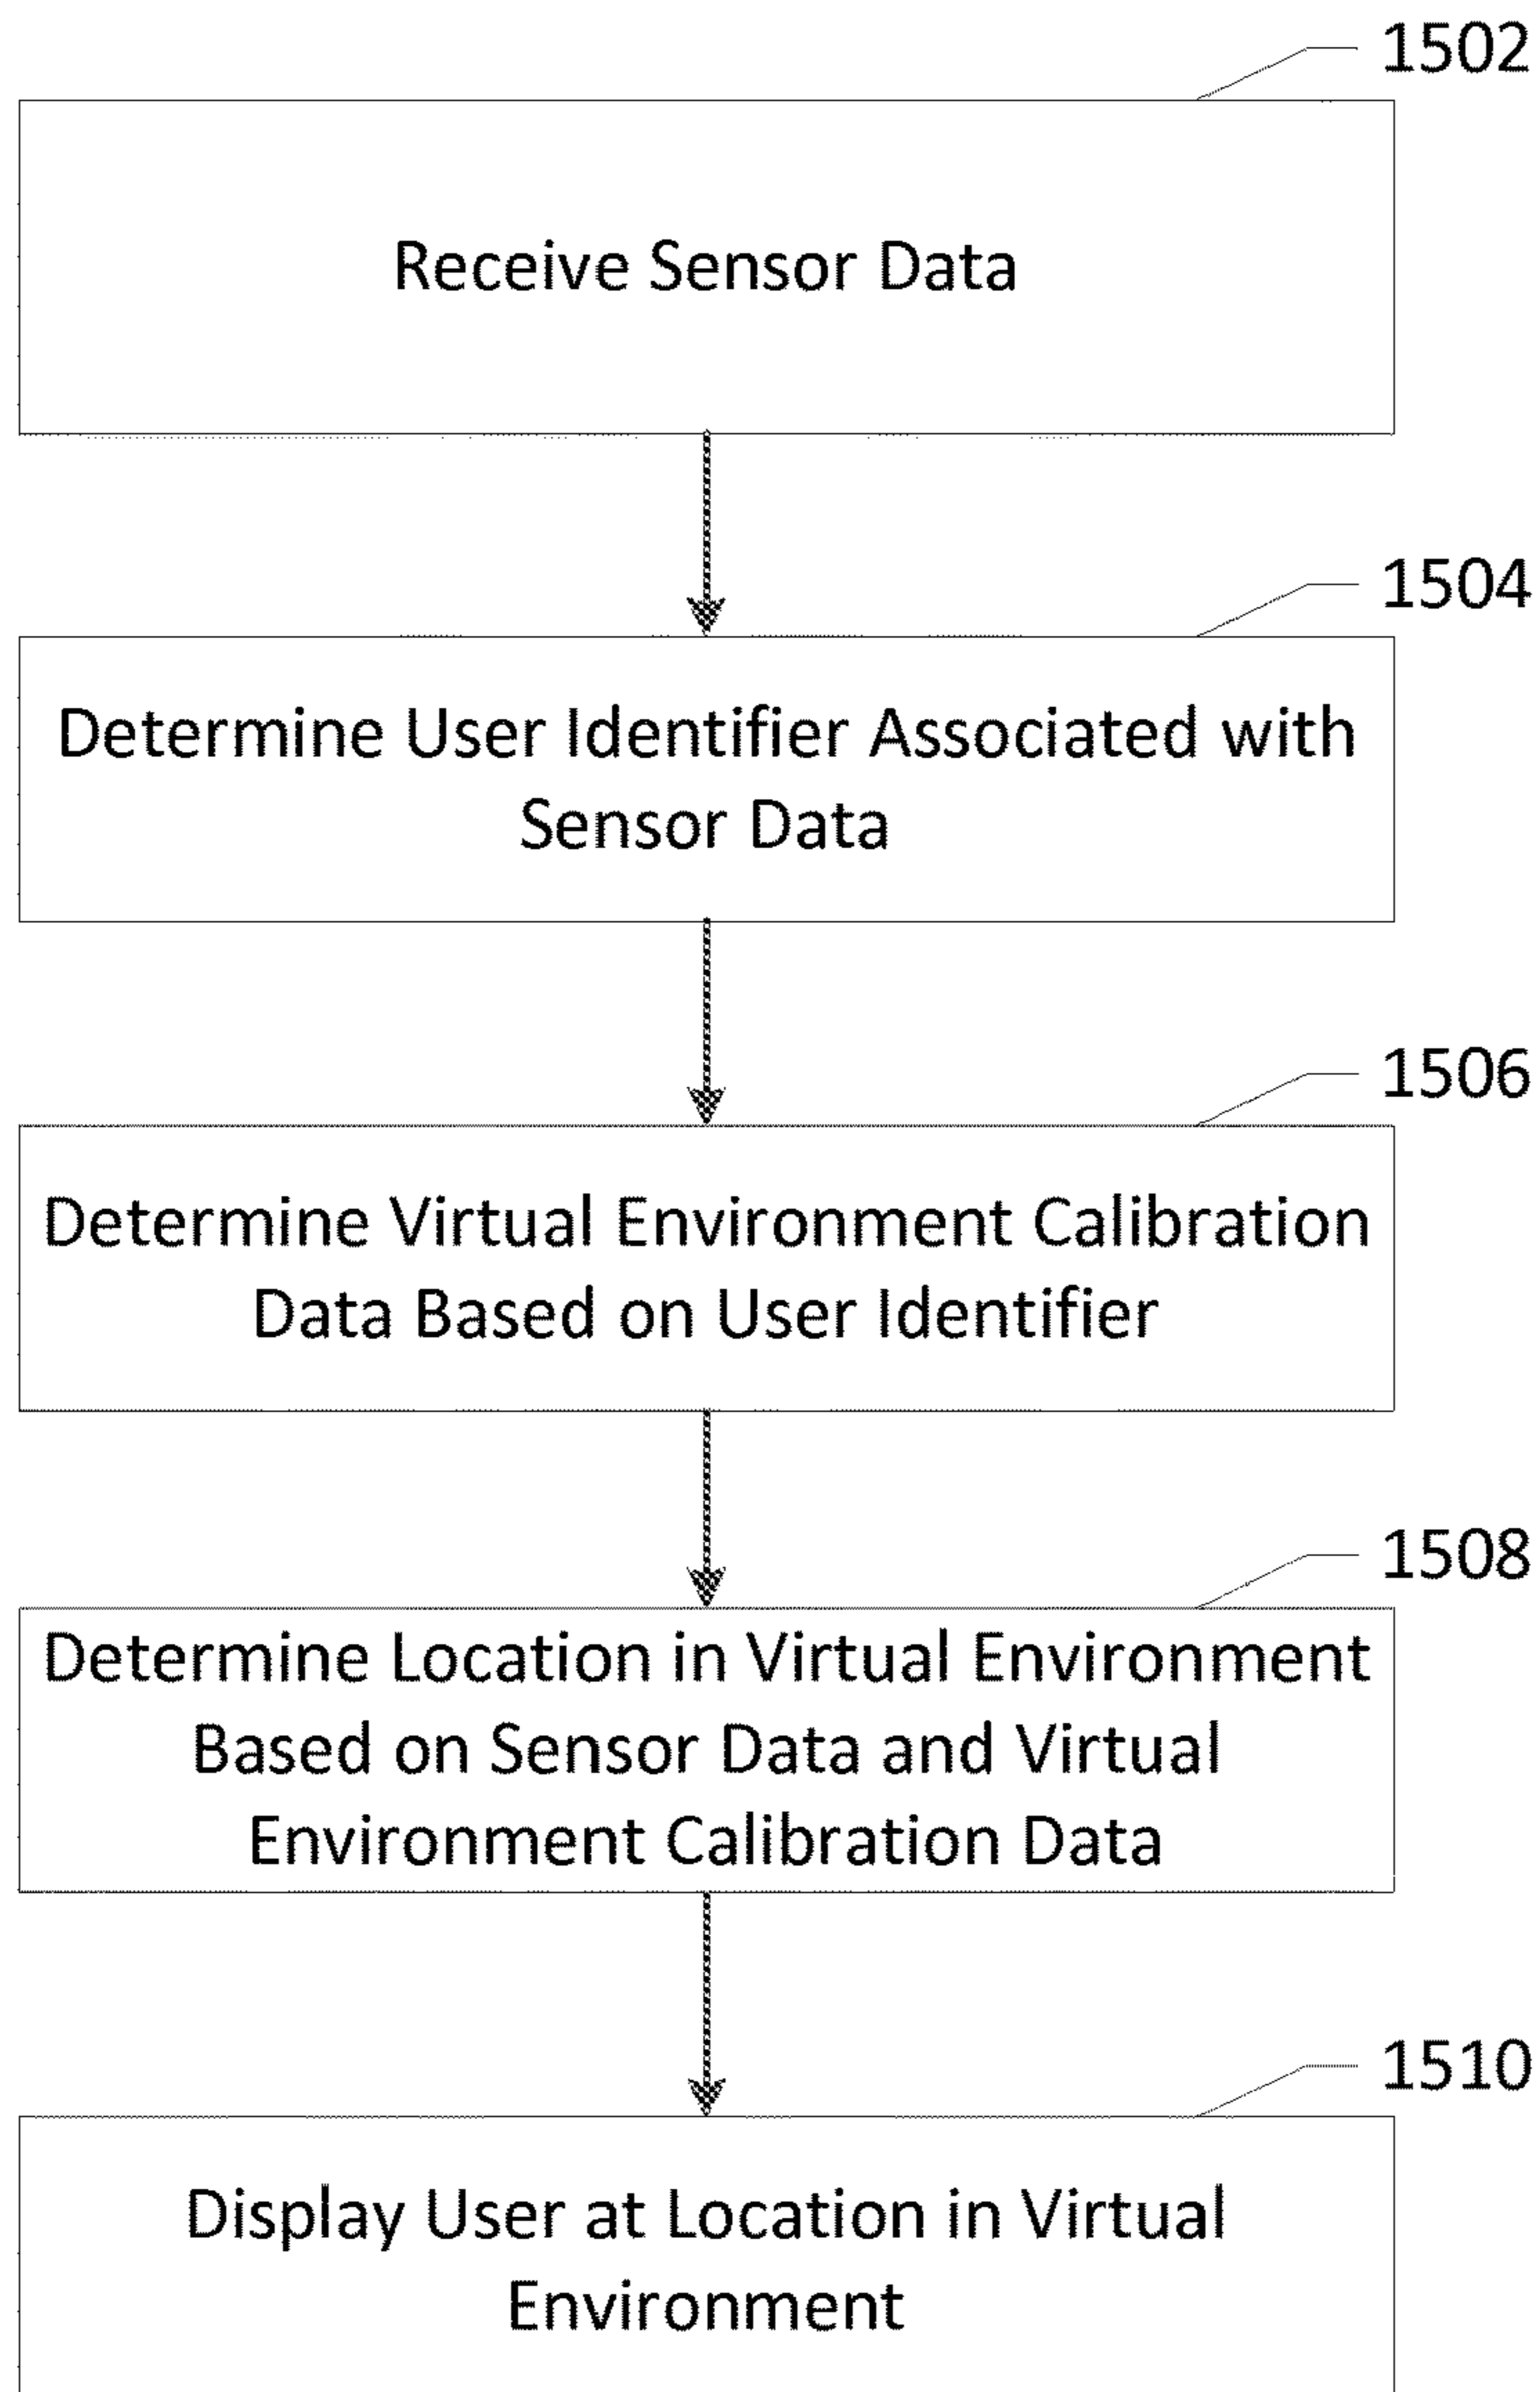 1502
Receive Sensor Data
1504
Determine User Identifier Associated with
Sensor Data
1506
Determine Virtual Environment Calibration
Data Based on User Identifier
1508
Determine Location in Virtual Environment
Based on Sensor Data and Virtual
Environment Calibration Data
1510
Display User at Location in Virtual
Environment